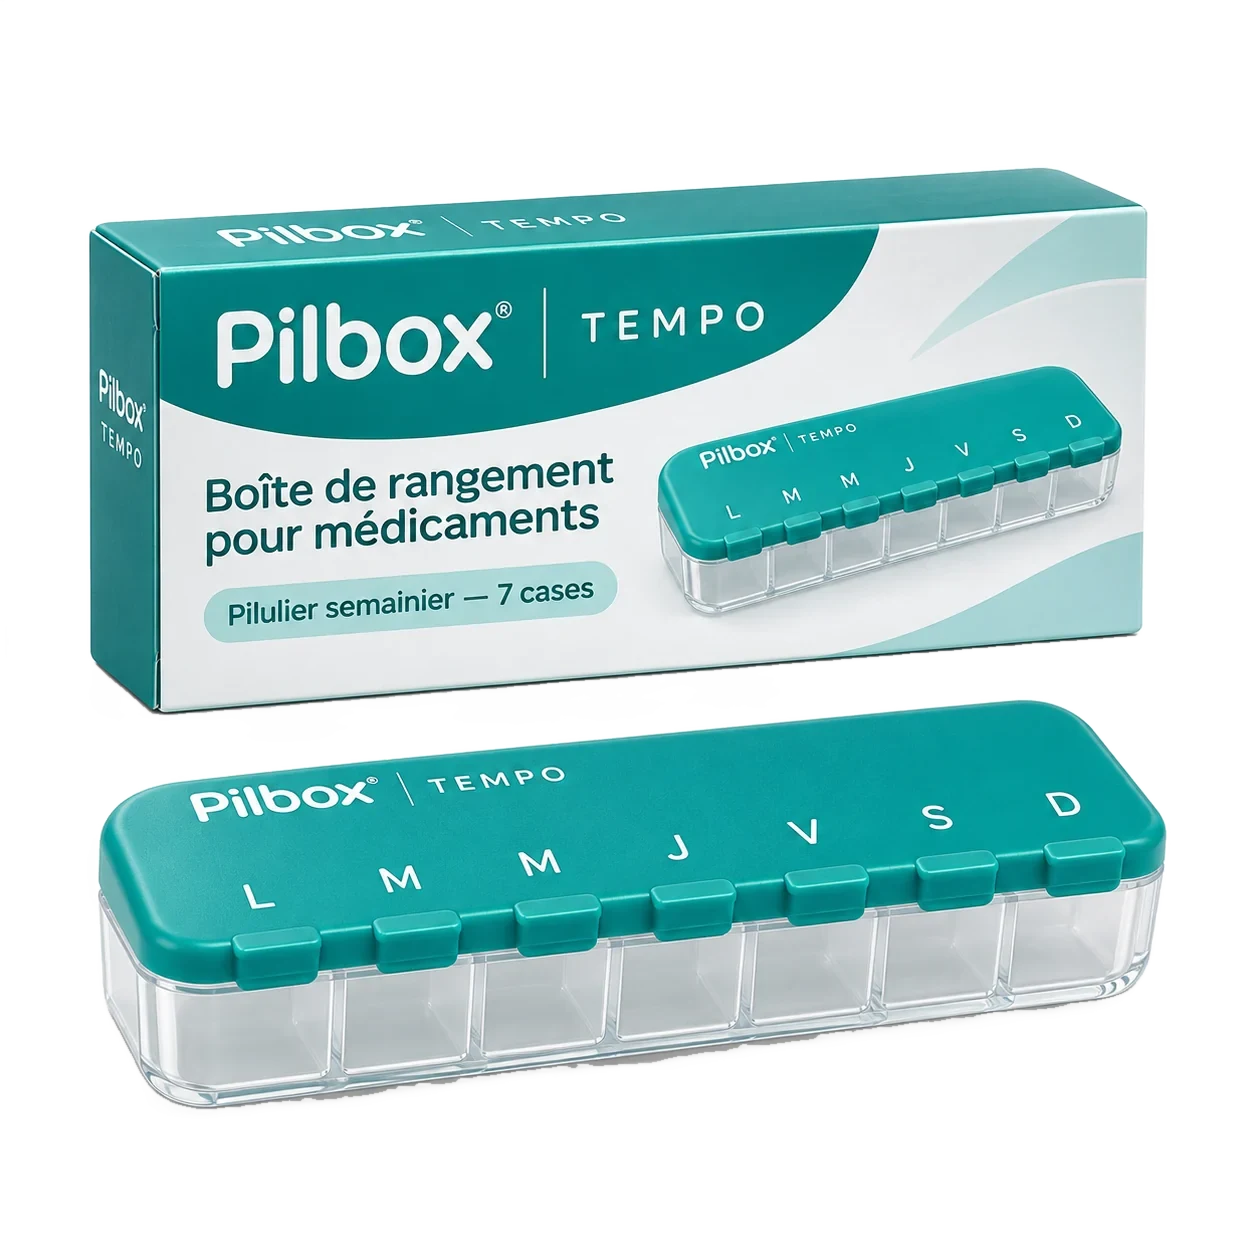 Pilbox® | TEMPO
Pilbox® | TEMPO
Pilbox®
TEMPO
Boîte de rangement
pour médicaments
Pilulier semainier — 7 cases
Pilbox® | TEMPO
L M M J V S D
Pilbox® | TEMPO
L M M J V S D